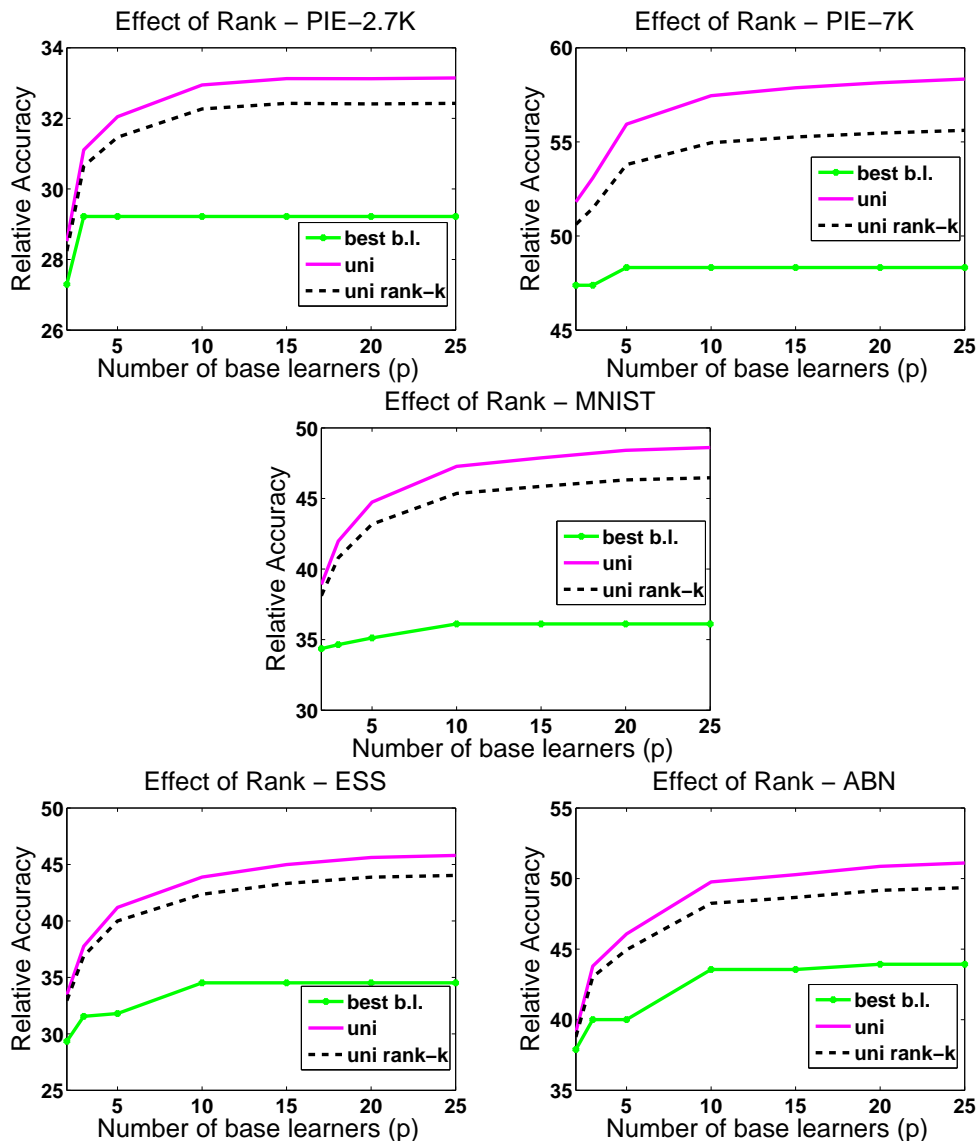 Effect of Rank − PIE−2.7K
Relative Accuracy
34
32
30
28
26
best b.l.
uni
uni rank−k
5 10 15 20 25
Number of base learners (p)
Effect of Rank − PIE−7K
Relative Accuracy
60
55
50
45
best b.l.
uni
uni rank−k
5 10 15 20 25
Number of base learners (p)
Effect of Rank − MNIST
Relative Accuracy
50
45
40
35
30
best b.l.
uni
uni rank−k
5 10 15 20 25
Number of base learners (p)
Effect of Rank − ESS
Relative Accuracy
50
45
40
35
30
25
best b.l.
uni
uni rank−k
5 10 15 20 25
Number of base learners (p)
Effect of Rank − ABN
Relative Accuracy
55
50
45
40
35
best b.l.
uni
uni rank−k
5 10 15 20 25
Number of base learners (p)